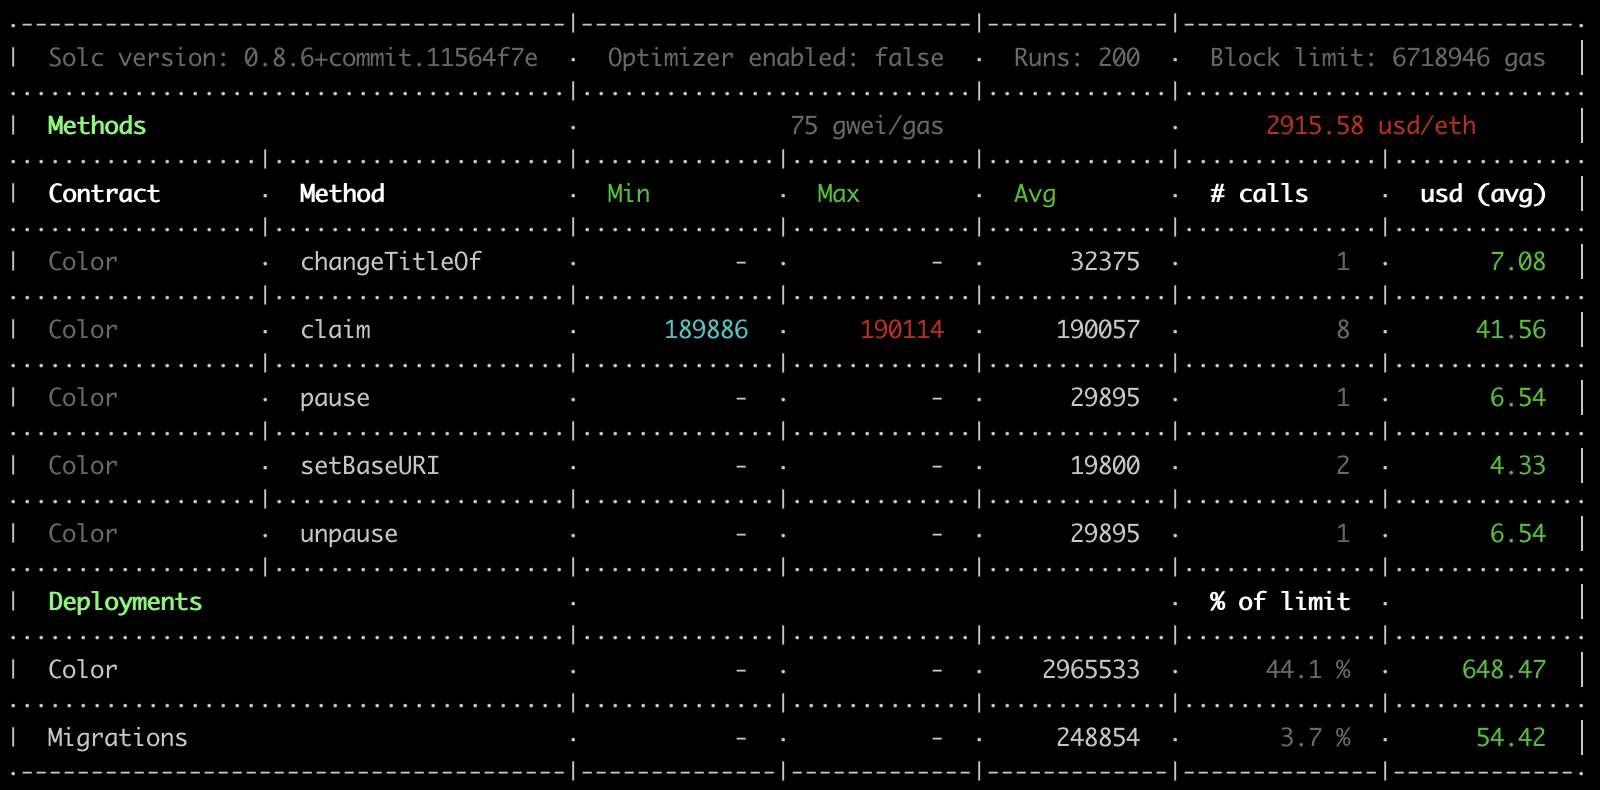 Solc version: 0.8.6+commit.11564f7e · Optimizer enabled: false · Runs: 200 · Block limit: 6718946 gas
Methods · 75 gwei/gas · 2915.58 usd/eth
Contract · Method · Min · Max · Avg · # calls · usd (avg)
Color · changeTitleOf · - · - · 32375 · 1 · 7.08
Color · claim · 189886 · 190114 · 190057 · 8 · 41.56
Color · pause · - · - · 29895 · 1 · 6.54
Color · setBaseURI · - · - · 19800 · 2 · 4.33
Color · unpause · - · - · 29895 · 1 · 6.54
Deployments · · % of limit ·
Color · - · - · 2965533 · 44.1 % · 648.47
Migrations · - · - · 248854 · 3.7 % · 54.42